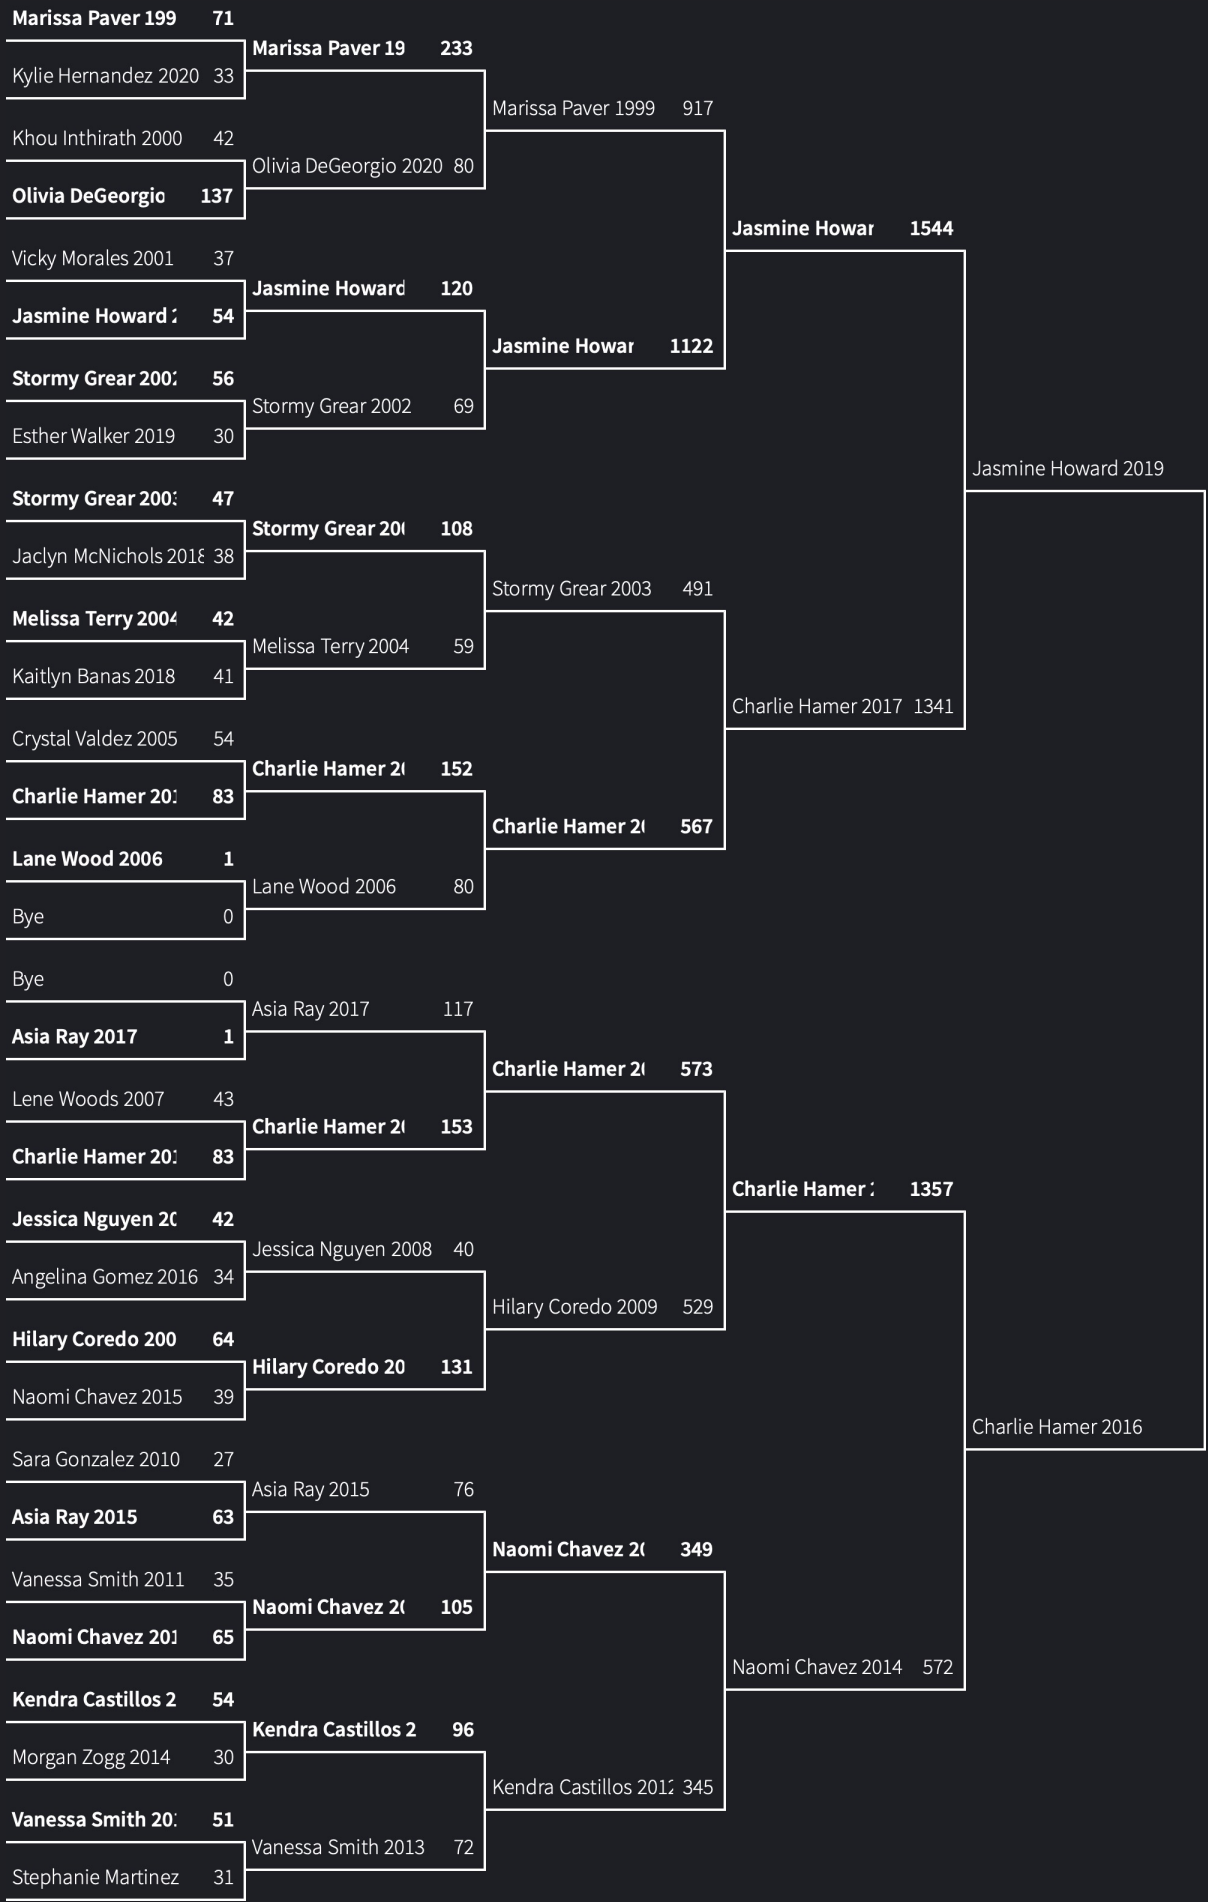 Marissa Paver 199 71
Kylie Hernandez 2020 33
Khou Inthirath 2000 42
Olivia DeGeorgio 137
Vicky Morales 2001 37
Jasmine Howard 2 54
Stormy Grear 2002 56
Esther Walker 2019 30
Stormy Grear 2003 47
Jaclyn McNichols 2018 38
Melissa Terry 2004 42
Kaitlyn Banas 2018 41
Crystal Valdez 2005 54
Charlie Hamer 201 83
Lane Wood 2006 1
Bye 0
Bye 0
Asia Ray 2017 1
Lene Woods 2007 43
Charlie Hamer 201 83
Jessica Nguyen 20 42
Angelina Gomez 2016 34
Hilary Coredo 200 64
Naomi Chavez 2015 39
Sara Gonzalez 2010 27
Asia Ray 2015 63
Vanessa Smith 2011 35
Naomi Chavez 201 65
Kendra Castillos 2 54
Morgan Zogg 2014 30
Vanessa Smith 201 51
Stephanie Martinez 31
Marissa Paver 19 233
Olivia DeGeorgio 2020 80
Jasmine Howard 120
Stormy Grear 2002 69
Stormy Grear 200 108
Melissa Terry 2004 59
Charlie Hamer 20 152
Lane Wood 2006 80
Asia Ray 2017 117
Charlie Hamer 20 153
Jessica Nguyen 2008 40
Hilary Coredo 20 131
Asia Ray 2015 76
Naomi Chavez 20 105
Kendra Castillos 2 96
Vanessa Smith 2013 72
Marissa Paver 1999 917
Jasmine Howar 1122
Stormy Grear 2003 491
Charlie Hamer 20 567
Charlie Hamer 20 573
Hilary Coredo 2009 529
Naomi Chavez 20 349
Kendra Castillos 2012 345
Jasmine Howar 1544
Charlie Hamer 2017 1341
Charlie Hamer 2 1357
Naomi Chavez 2014 572
Jasmine Howard 2019
Charlie Hamer 2016